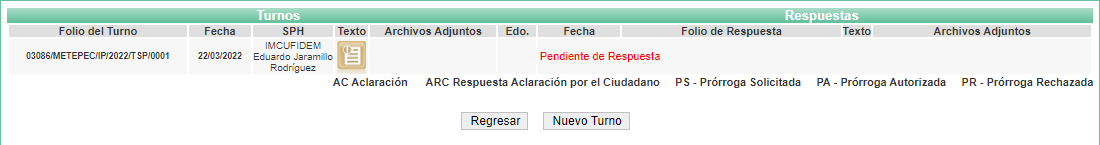 Turnos Respuestas
Folio del Turno Fecha SPH Texto Archivos Adjuntos Edo. Fecha Folio de Respuesta Texto Archivos Adjuntos
03086/METEPEC/IP/2022/TSP/0001 22/03/2022 IMCUFIDEM Eduardo Jaramillo Rodríguez Pendiente de Respuesta
AC Aclaración ARC Respuesta Aclaración por el Ciudadano PS - Prórroga Solicitada PA - Prórroga Autorizada PR - Prórroga Rechazada
Regresar Nuevo Turno